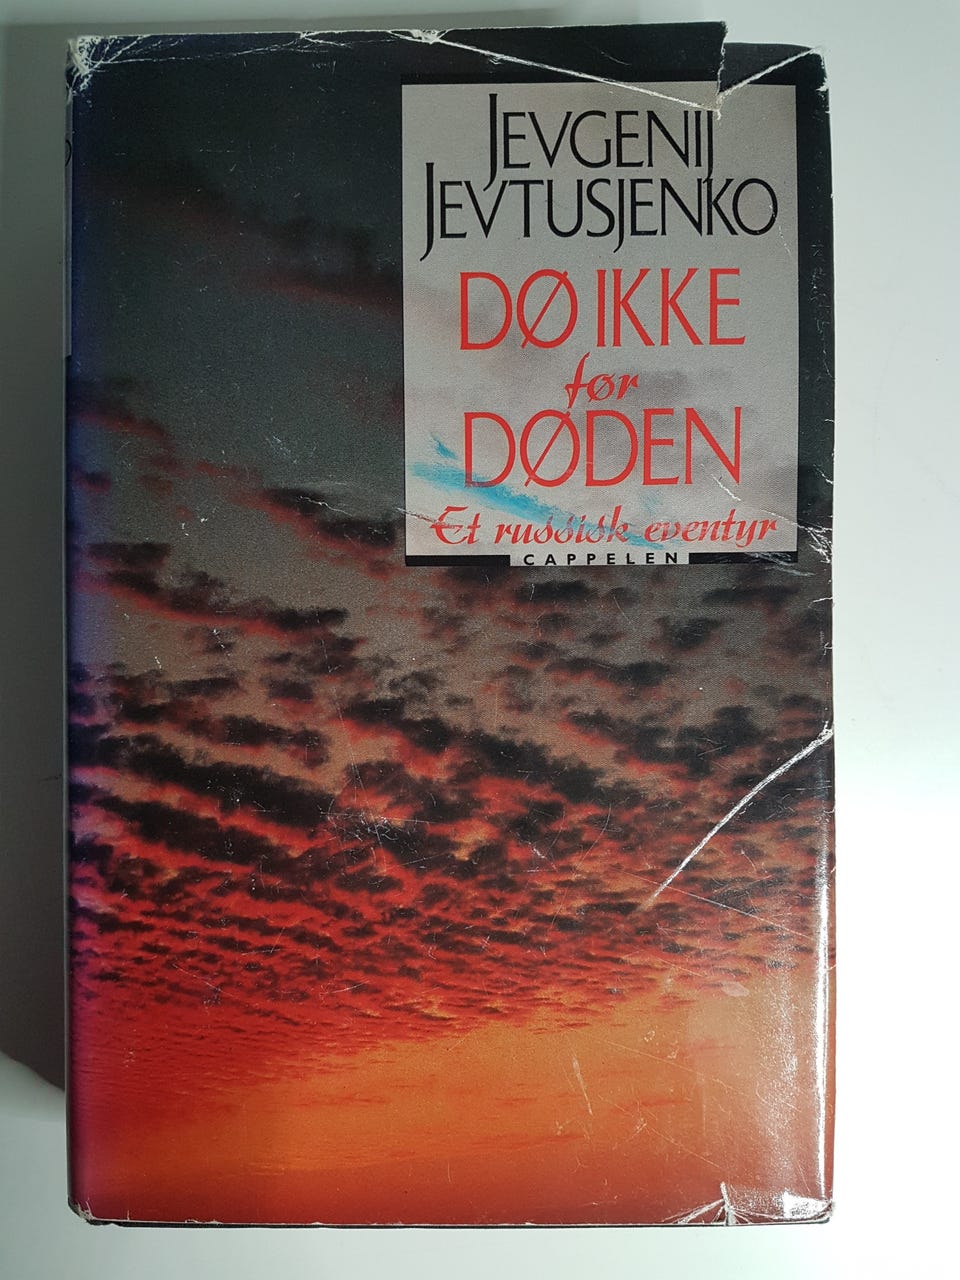 JEVGENIJ
JEVTUSJENKO
DØ IKKE
før
DØDEN
Et russisk eventyr
CAPPELEN